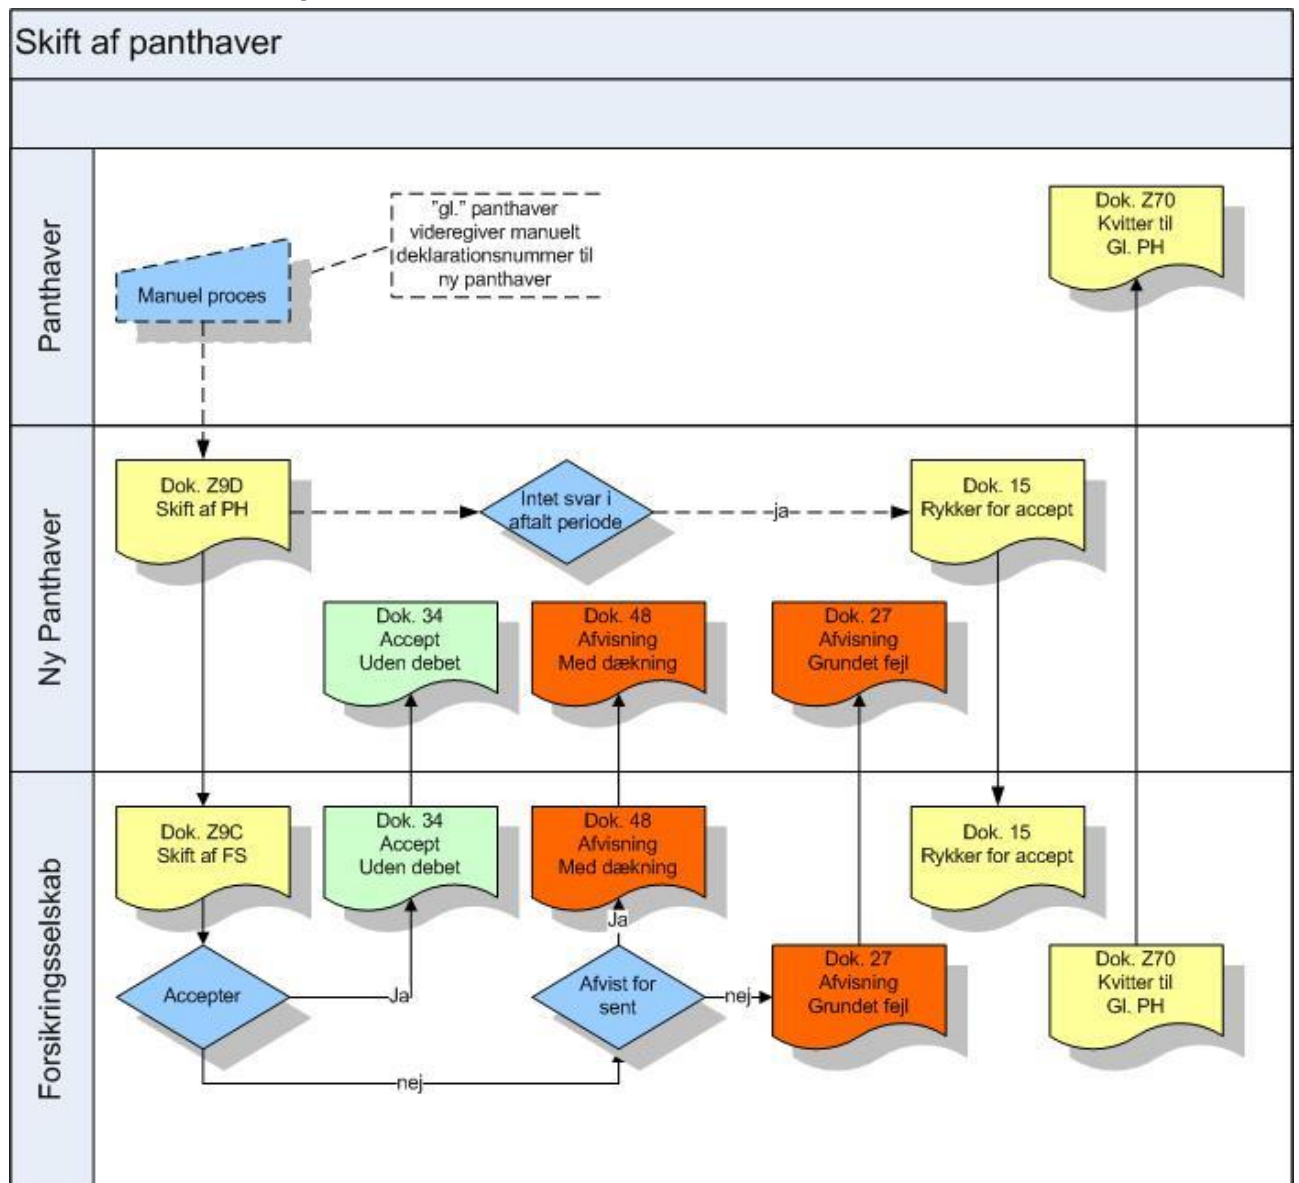 Skift af panthaver
Panthaver
Manuel proces
"gl." panthaver
videregiver manuelt
deklarationsnummer til
ny panthaver
Dok. Z70
Kvitter til
Gl. PH
Ny Panthaver
Dok. Z9D
Skift af PH
Intet svar i
aftalt periode
ja
Dok. 15
Rykker for accept
Dok. 34
Accept
Uden debet
Dok. 48
Afvisning
Med dækning
Dok. 27
Afvisning
Grundet fejl
Forsikringsselskab
Dok. Z9C
Skift af FS
Dok. 34
Accept
Uden debet
Dok. 48
Afvisning
Med dækning
Dok. 15
Rykker for accept
Accepter
Ja
nej
Ja
Afvist for
sent
nej
Dok. 27
Afvisning
Grundet fejl
Dok. Z70
Kvitter til
Gl. PH